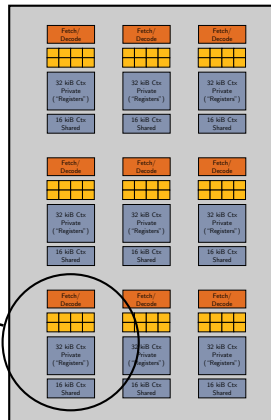 Fetch/ Fetch/ Fetch/
Decode Decode Decode
32 kiB Ctx 32 kiB Ctx 32 kiB Ctx
Private Private Private
("Registers") ("Registers") ("Registers")
16 kiB Ctx 16 kiB Ctx 16 kiB Ctx
Shared Shared Shared
Fetch/ Fetch/ Fetch/
Decode Decode Decode
32 kiB Ctx 32 kiB Ctx 32 kiB Ctx
Private Private Private
("Registers") ("Registers") ("Registers")
16 kiB Ctx 16 kiB Ctx 16 kiB Ctx
Shared Shared Shared
Fetch/ Fetch/ Fetch/
Decode Decode Decode
32 kiB Ctx 32 kiB Ctx 32 kiB Ctx
Private Private Private
("Registers") ("Registers") ("Registers")
16 kiB Ctx 16 kiB Ctx 16 kiB Ctx
Shared Shared Shared